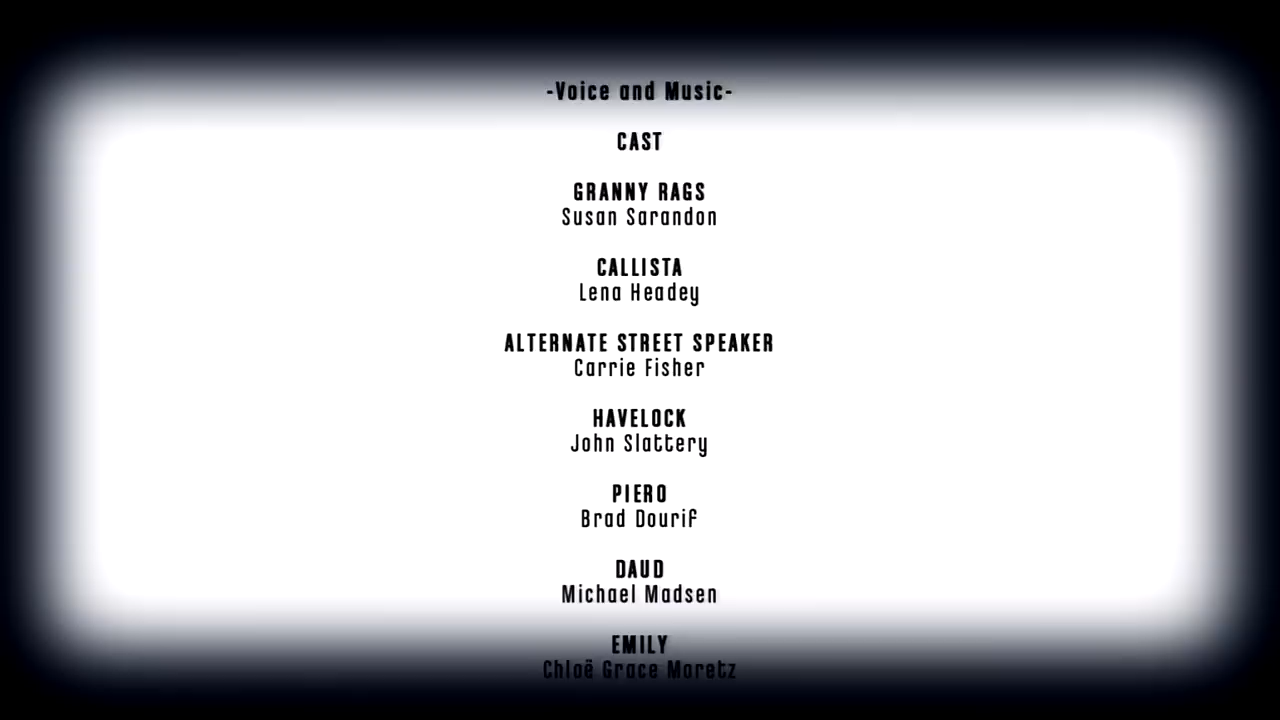 -Voice and Music-
CAST
GRANNY RAGS
Susan Sarandon
CALLISTA
Lena Headey
ALTERNATE STREET SPEAKER
Carrie Fisher
HAVELOCK
John Slattery
PIERO
Brad Dourif
DAUD
Michael Madsen
EMILY
Chloë Grace Moretz